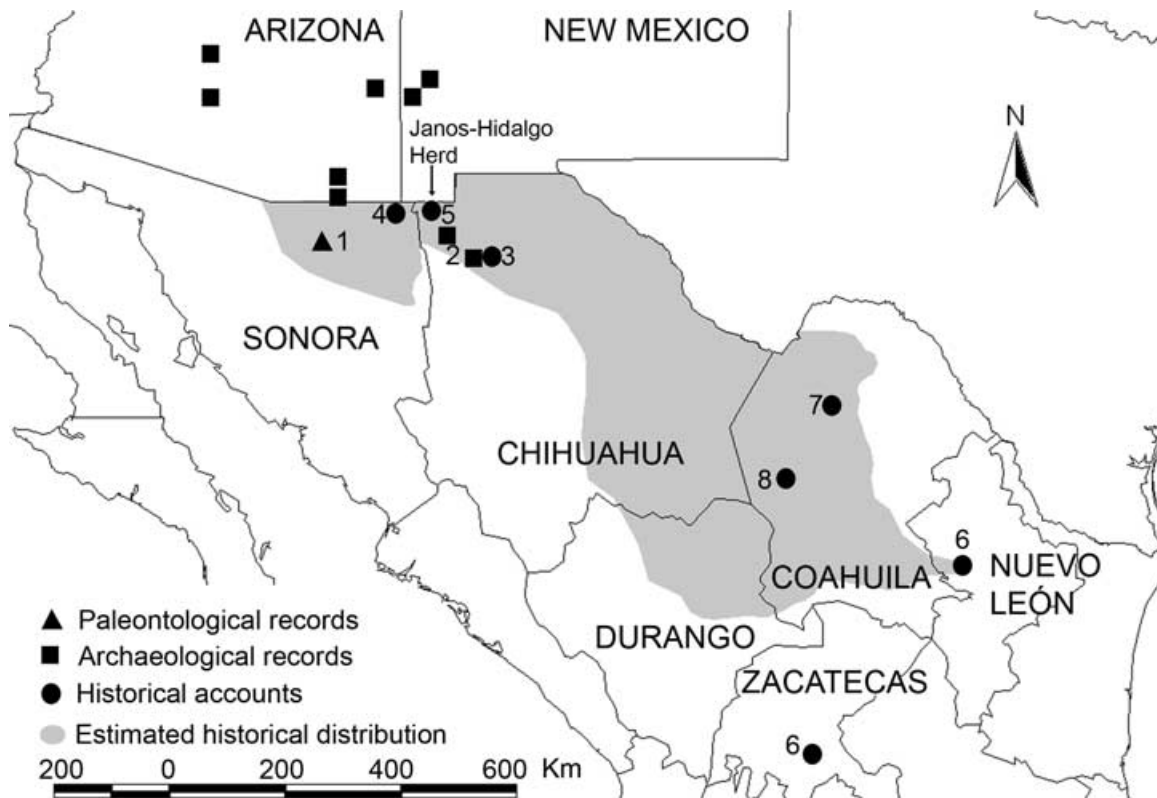 ARIZONA
NEW MEXICO
Janos-Hidalgo
Herd
N
4
5
1
2
3
SONORA
7
CHIHUAHUA
8
6
COAHUILA
NUEVO
LEÓN
DURANGO
ZACATECAS
6
Paleontological records
Archaeological records
Historical accounts
Estimated historical distribution
200 0 200 400 600 Km